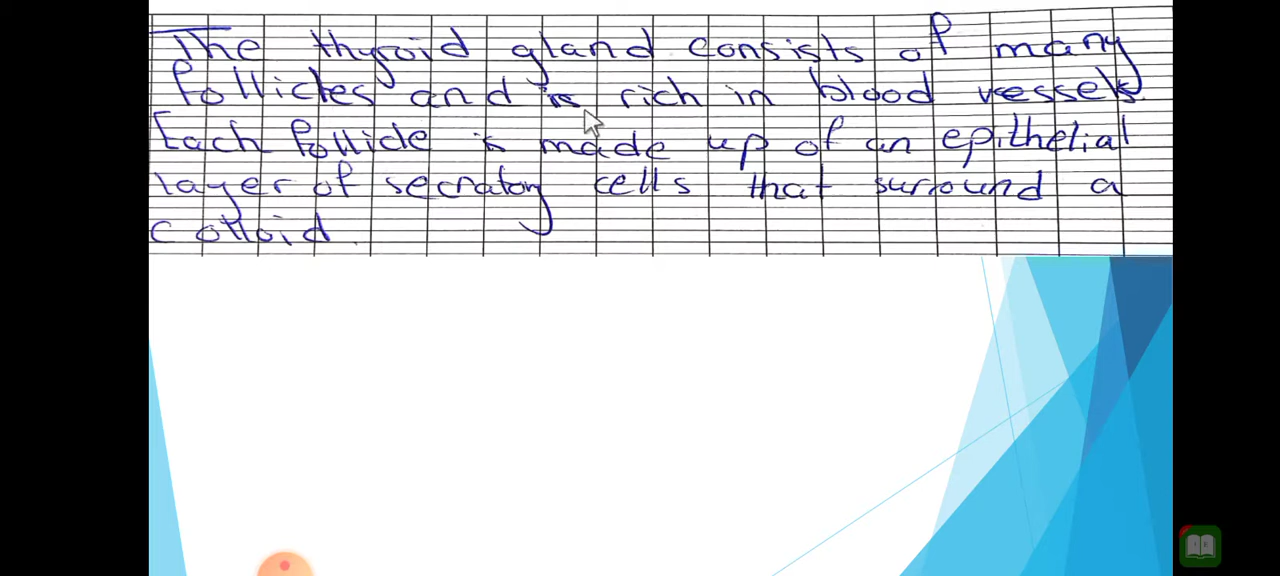 The thyroid gland consists of many
follicles and is rich in blood vessels.
Each follicle is made up of an epithelial
layer of secratory cells that surround a
colloid.